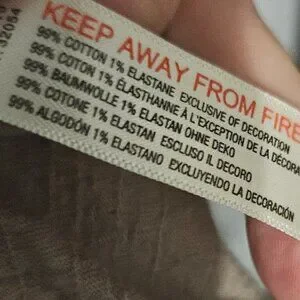 32054
KEEP AWAY FROM FIRE
99% COTTON 1% ELASTANE EXCLUSIVE OF DECORATION
99% COTON 1% ÉLASTHANNE À L'EXCEPTION DE LA DÉCORA
99% BAUMWOLLE 1% ELASTAN OHNE DEKO
99% COTONE 1% ELASTAN ESCLUSO IL DECORO
99% ALGODÓN 1% ELASTANO EXCLUYENDO LA DECORACIÓN